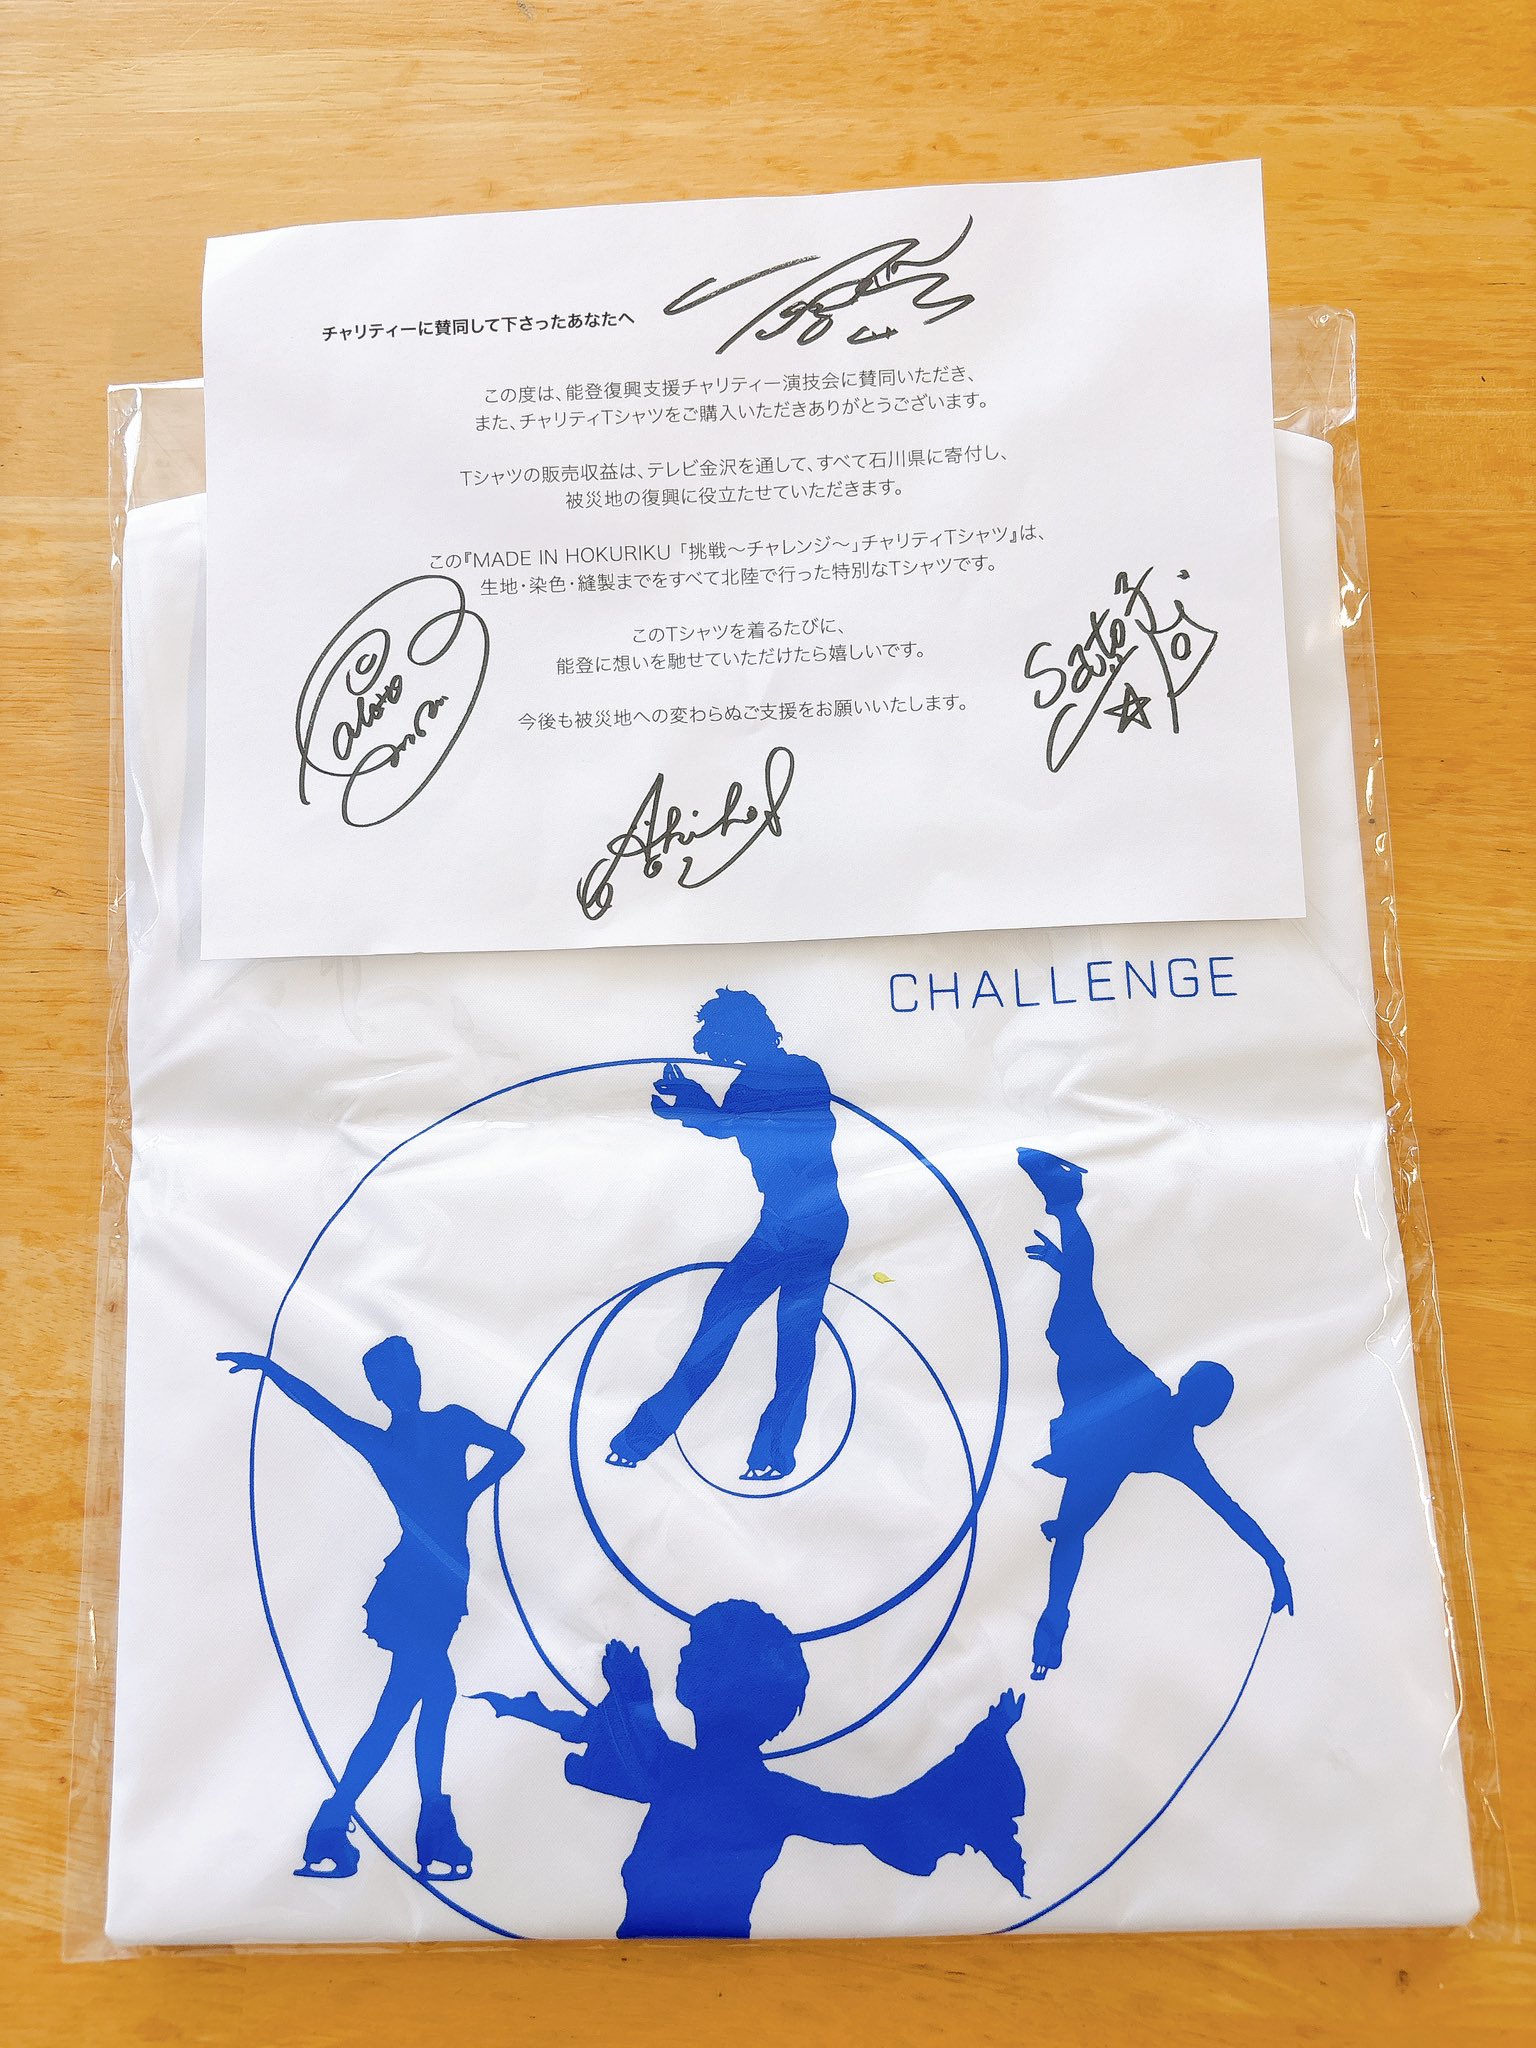 チャリティーに賛同して下さったあなたへ
この度は、能登復興支援チャリティー演技会に賛同いただき、
また、チャリティTシャツをご購入いただきありがとうございます。
Tシャツの販売収益は、テレビ金沢を通して、すべて石川県に寄付し、
被災地の復興に役立たせていただきます。
この『MADE IN HOKURIKU「挑戦〜チャレンジ〜」チャリティTシャツ』は、
生地・染色・縫製までをすべて北陸で行った特別なTシャツです。
このTシャツを着るたびに、
能登に想いを馳せていただけたら嬉しいです。
今後も被災地への変わらぬご支援をお願いいたします。
Satoko
Akiko
CHALLENGE